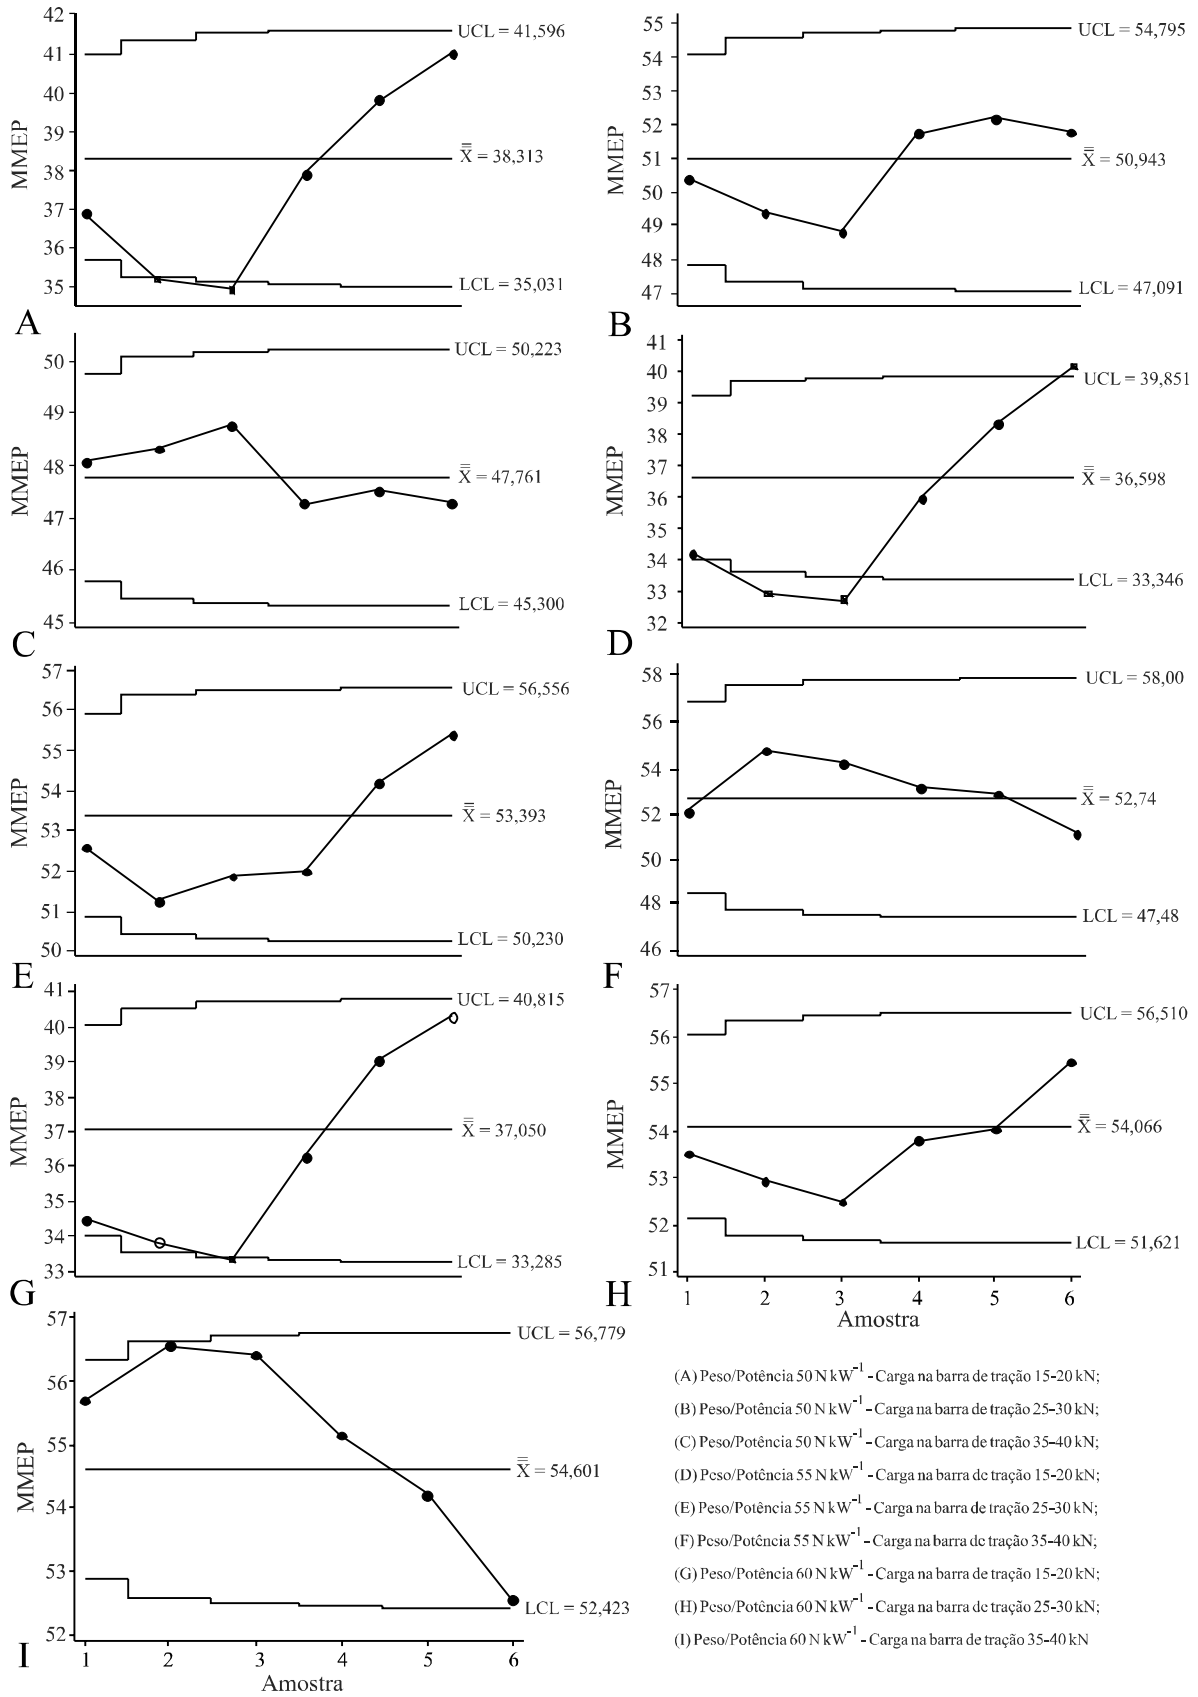 42
41
40
39
38
37
35
35
MMEP
UCL = 41,596
X = 38,313
LCL = 35,031
A
55
54
53
52
51
50
49
48
47
MMEP
UCL = 54,795
X = 50,943
LCL = 47,091
B
50
48
48
47
46
45
MMEP
UCL = 50,223
X = 47,761
LCL = 45,300
C
41
40
39
38
36
36
34
33
32
MMEP
UCL = 39,851
X = 36,598
LCL = 33,346
D
57
56
55
53
53
52
51
50
MMEP
UCL = 56,556
X = 53,393
LCL = 50,230
E
58
56
54
52
50
48
46
MMEP
UCL = 58,00
X = 52,74
LCL = 47,48
F
41
40
39
38
37
36
34
33
33
MMEP
UCL = 40,815
X = 37,050
LCL = 33,285
G
57
56
55
54
53
52
51
MMEP
UCL = 56,510
X = 54,066
LCL = 51,621
H
1 2 3 4 5 6
Amostra
57
56
55
54
53
52
MMEP
UCL = 56,779
X = 54,601
LCL = 52,423
I
1 2 3 4 5 6
Amostra
(A) Peso/Potência 50 N kW⁻¹ - Carga na barra de tração 15-20 kN;
(B) Peso/Potência 50 N kW⁻¹ - Carga na barra de tração 25-30 kN;
(C) Peso/Potência 50 N kW⁻¹ - Carga na barra de tração 35-40 kN;
(D) Peso/Potência 55 N kW⁻¹ - Carga na barra de tração 15-20 kN;
(E) Peso/Potência 55 N kW⁻¹ - Carga na barra de tração 25-30 kN;
(F) Peso/Potência 55 N kW⁻¹ - Carga na barra de tração 35-40 kN;
(G) Peso/Potência 60 N kW⁻¹ - Carga na barra de tração 15-20 kN;
(H) Peso/Potência 60 N kW⁻¹ - Carga na barra de tração 25-30 kN;
(I) Peso/Potência 60 N kW⁻¹ - Carga na barra de tração 35-40 kN